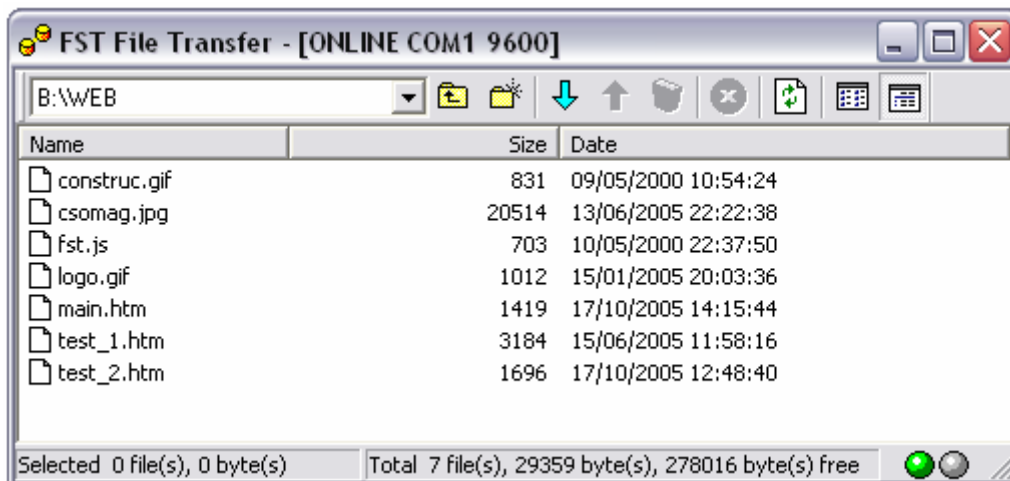 FST File Transfer - [ONLINE COM1 9600]
B:\WEB
Name Size Date
construc.gif 831 09/05/2000 10:54:24
csomag.jpg 20514 13/06/2005 22:22:38
fst.js 703 10/05/2000 22:37:50
logo.gif 1012 15/01/2005 20:03:36
main.htm 1419 17/10/2005 14:15:44
test_1.htm 3184 15/06/2005 11:58:16
test_2.htm 1696 17/10/2005 12:48:40
Selected 0 file(s), 0 byte(s) Total 7 file(s), 29359 byte(s), 278016 byte(s) free